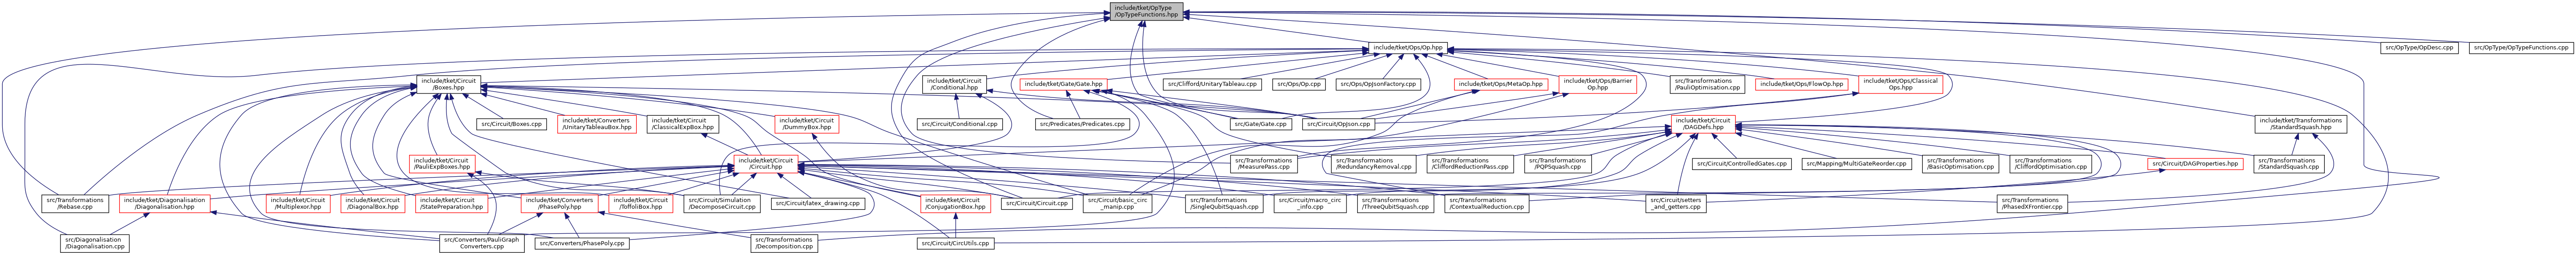 include/tket/OpType
/OpTypeFunctions.hpp
include/tket/Ops/Op.hpp
src/OpType/OpDesc.cpp
src/OpType/OpTypeFunctions.cpp
include/tket/Circuit
/Boxes.hpp
include/tket/Circuit
/Conditional.hpp
include/tket/Gate/Gate.hpp
src/Clifford/UnitaryTableau.cpp
src/Ops/Op.cpp
src/Ops/OpJsonFactory.cpp
include/tket/Ops/MetaOp.hpp
include/tket/Ops/Barrier
Op.hpp
src/Transformations
/PauliOptimisation.cpp
include/tket/Ops/FlowOp.hpp
include/tket/Ops/Classical
Ops.hpp
src/Circuit/Boxes.cpp
include/tket/Converters
/UnitaryTableauBox.hpp
include/tket/Circuit
/ClassicalExpBox.hpp
include/tket/Circuit
/DummyBox.hpp
src/Circuit/Conditional.cpp
src/Predicates/Predicates.cpp
src/Gate/Gate.cpp
src/Circuit/OpJson.cpp
include/tket/Circuit
/DAGDefs.hpp
include/tket/Transformations
/StandardSquash.hpp
include/tket/Circuit
/PauliExpBoxes.hpp
include/tket/Circuit
/Circuit.hpp
src/Transformations
/MeasurePass.cpp
src/Transformations
/RedundancyRemoval.cpp
src/Transformations
/CliffordReductionPass.cpp
src/Transformations
/PQPSquash.cpp
src/Circuit/ControlledGates.cpp
src/Mapping/MultiGateReorder.cpp
src/Transformations
/BasicOptimisation.cpp
src/Transformations
/CliffordOptimisation.cpp
src/Circuit/DAGProperties.hpp
src/Transformations
/StandardSquash.cpp
src/Transformations
/Rebase.cpp
include/tket/Diagonalisation
/Diagonalisation.hpp
include/tket/Circuit
/Multiplexor.hpp
include/tket/Circuit
/DiagonalBox.hpp
include/tket/Circuit
/StatePreparation.hpp
include/tket/Converters
/PhasePoly.hpp
include/tket/Circuit
/ToffoliBox.hpp
src/Circuit/Simulation
/DecomposeCircuit.cpp
src/Circuit/latex_drawing.cpp
include/tket/Circuit
/ConjugationBox.hpp
src/Circuit/Circuit.cpp
src/Circuit/basic_circ
_manip.cpp
src/Transformations
/SingleQubitSquash.cpp
src/Circuit/macro_circ
_info.cpp
src/Transformations
/ThreeQubitSquash.cpp
src/Transformations
/ContextualReduction.cpp
src/Circuit/setters
_and_getters.cpp
src/Transformations
/PhasedXFrontier.cpp
src/Diagonalisation
/Diagonalisation.cpp
src/Converters/PauliGraph
Converters.cpp
src/Converters/PhasePoly.cpp
src/Transformations
/Decomposition.cpp
src/Circuit/CircUtils.cpp